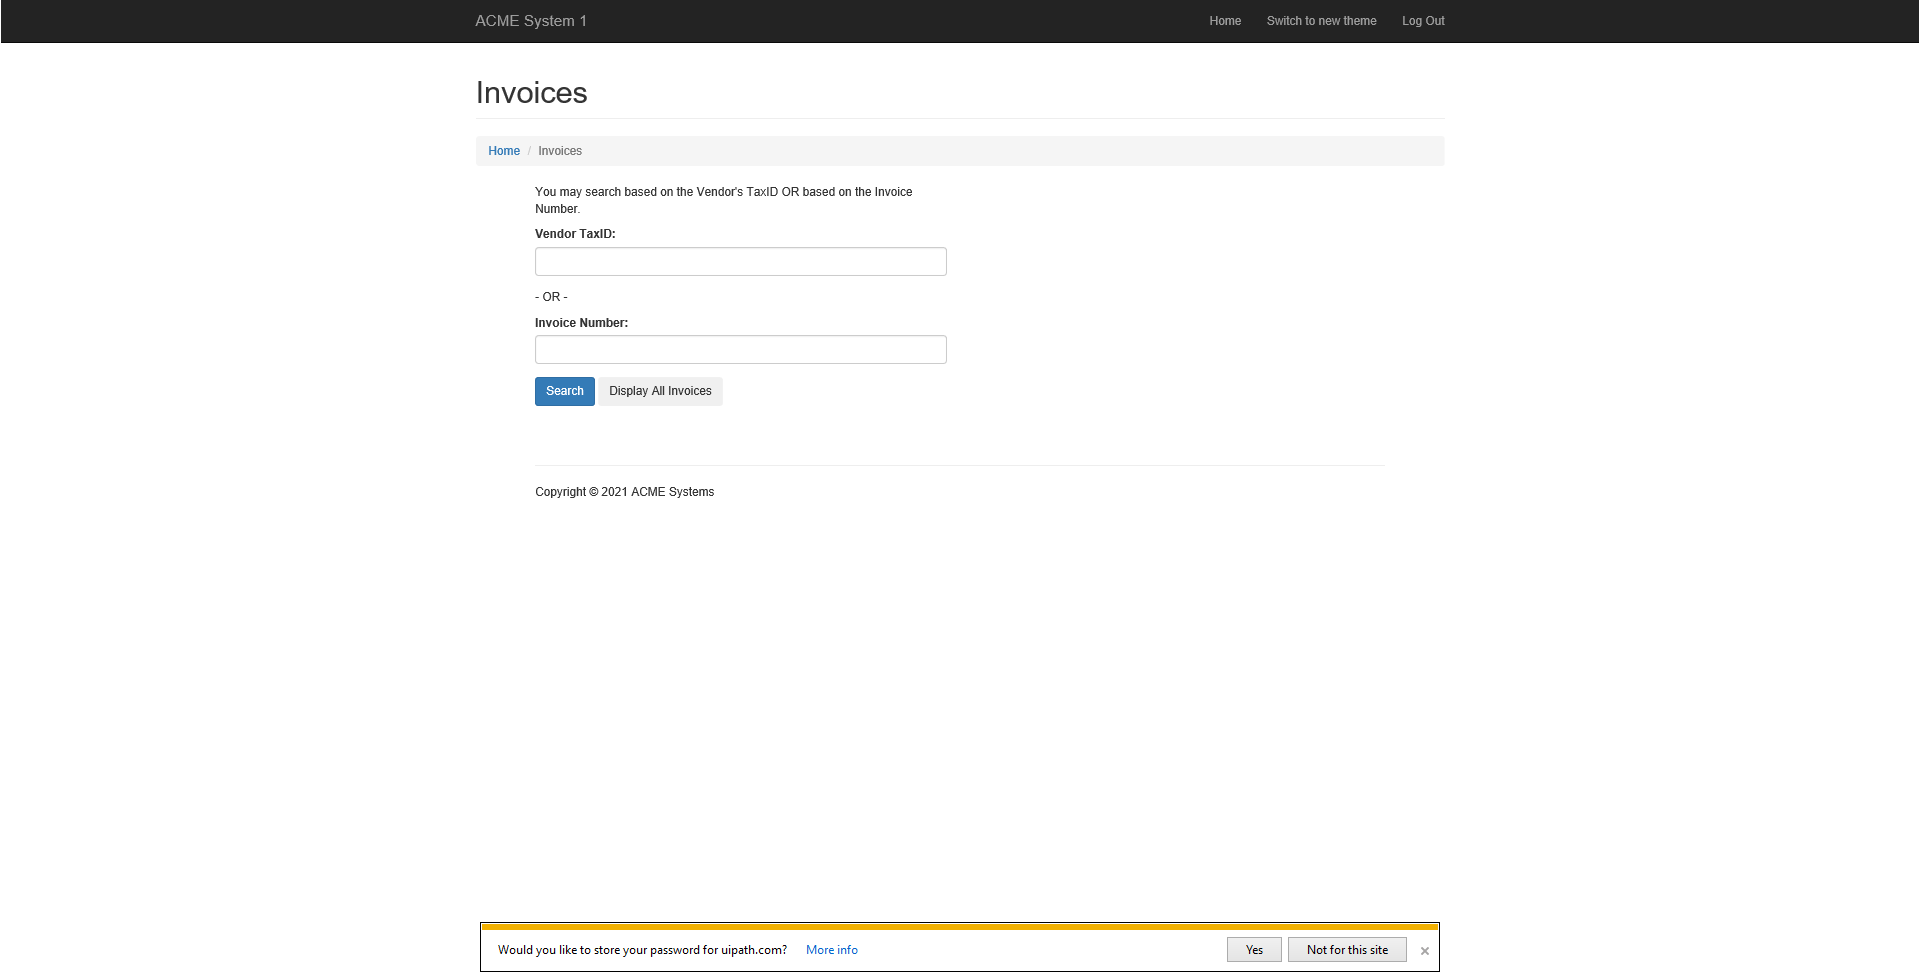 ACME System 1
Home
Switch to new theme
Log Out
Invoices
Home / Invoices
You may search based on the Vendor's TaxID OR based on the Invoice
Number.
Vendor TaxID:
- OR -
Invoice Number:
Search
Display All Invoices
Copyright © 2021 ACME Systems
Would you like to store your password for uipath.com?
More info
Yes
Not for this site
×